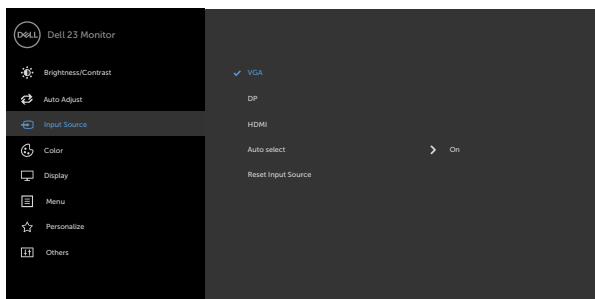 DELL
Dell 23 Monitor
Brightness/Contrast
Auto Adjust
Input Source
Color
Display
Menu
Personalize
Others
VGA
DP
HDMI
Auto select
On
Reset Input Source